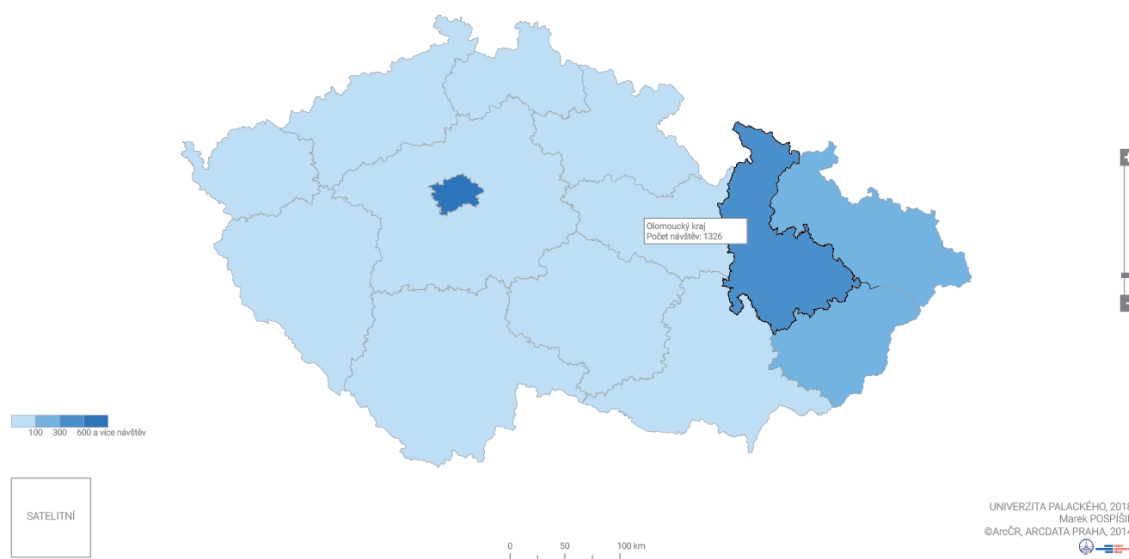 Olomoucký kraj
Počet návštěv: 1326
100 300 600 a více návštěv
SATELITNÍ
0 50 100 km
UNIVERZITA PALACKÉHO, 2018
Marek POSPÍŠIL
©ArcČR, ARCDATA PRAHA, 2014